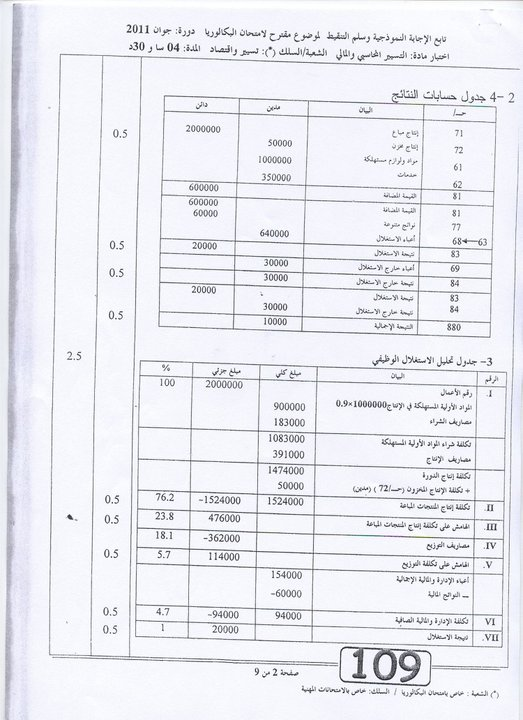 تابع الإجابة النموذجية وسلم التنقيط لموضوع مقترح لامتحان البكالوريا دورة: جوان 2011
اختبار مادة: التسيير المحاسبي والمالي الشعبة/السلك (*): تسيير واقتصاد المدة: 04 سا و 30د
2 -4 جدول حسابات النتائج
حـ/ البيان مدين دائن
71 إنتاج مباع 2000000 0.5
72 إنتاج مخزن 50000
61 مواد ولوازم مستهلكة 1000000
62 خدمات 350000
81 القيمة المضافة 600000
81 القيمة المضافة 600000
77 نواتج متنوعة 60000
63←68 أعباء الاستغلال 640000
83 نتيجة الاستغلال 20000 0.5
69 أعباء خارج الاستغلال 30000
84 نتيجة خارج الاستغلال 30000 0.5
83 نتيجة الاستغلال 20000
84 نتيجة خارج الاستغلال 30000
880 النتيجة الإجمالية 10000 0.5
3- جدول تحليل الاستغلال الوظيفي 2.5
الرقم البيان مبلغ كلي مبلغ جزئي %
.I رقم الأعمال 2000000 100
المواد الأولية المستهلكة في الإنتاج 1000000×0.9 900000
مصاريف الشراء 183000
تكلفة شراء المواد الأولية المستهلكة 1083000
مصاريف الإنتاج 391000
تكلفة إنتاج الدورة 1474000
+ تكلفة الإنتاج المخزون (حـ/72 ) (مدين) 50000
.II تكلفة إنتاج المنتجات المباعة 1524000 -1524000 76.2 0.5
.III الهامش على تكلفة إنتاج المنتجات المباعة 476000 23.8 0.5
.IV مصاريف التوزيع -362000 18.1
.V الهامش على تكلفة التوزيع 114000 5.7 0.5
أعباء الإدارة والمالية الإجمالية 154000
– النواتج المالية -60000
VI تكلفة الإدارة والمالية الصافية 94000 -94000 4.7 0.5
.VII نتيجة الاستغلال 20000 1 0.5
109
صفحة 2 من 9
(*) الشعبة : خاص بامتحان البكالوريا / السلك: خاص بالامتحانات المهنية